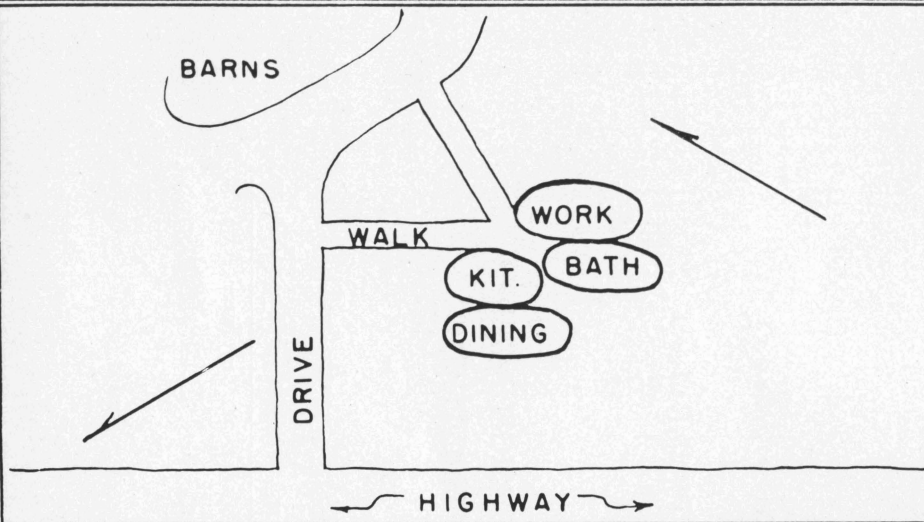 BARNS
WORK
WALK
BATH
KIT.
DINING
DRIVE
HIGHWAY